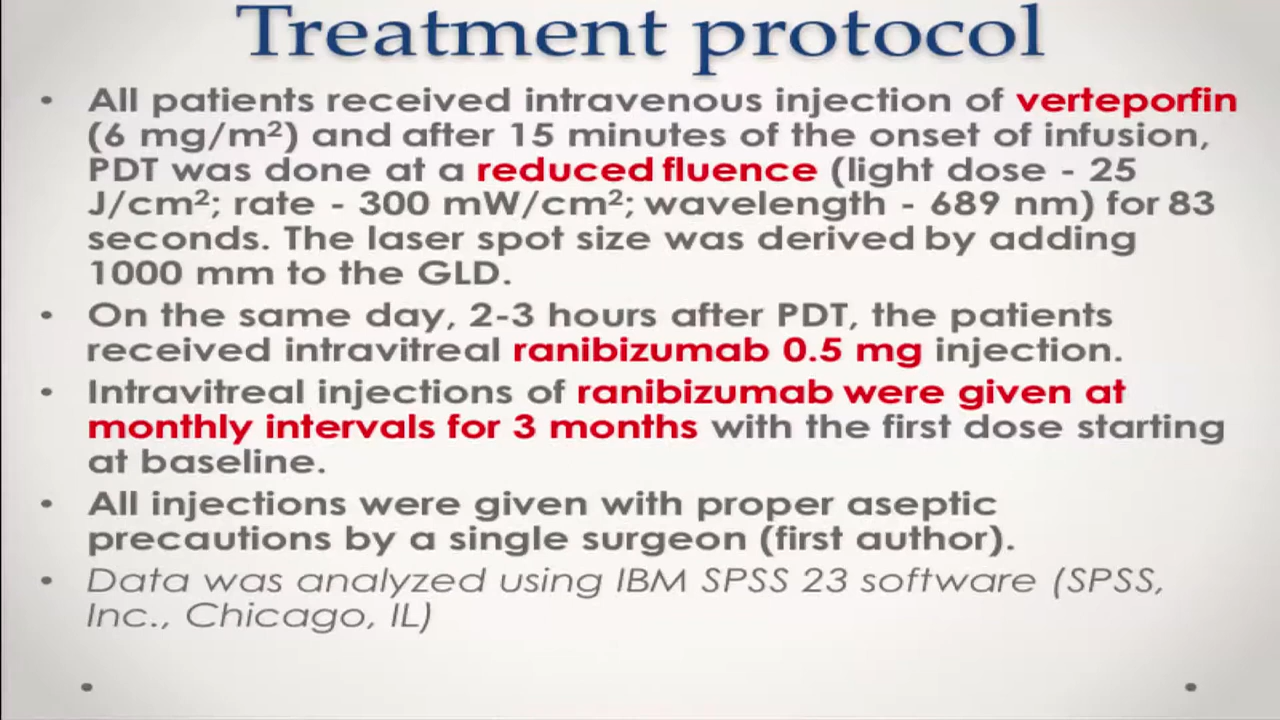 Treatment protocol
• All patients received intravenous injection of verteporfin
(6 mg/m²) and after 15 minutes of the onset of infusion,
PDT was done at a reduced fluence (light dose - 25
J/cm²; rate - 300 mW/cm²; wavelength - 689 nm) for 83
seconds. The laser spot size was derived by adding
1000 mm to the GLD.
• On the same day, 2-3 hours after PDT, the patients
received intravitreal ranibizumab 0.5 mg injection.
• Intravitreal injections of ranibizumab were given at
monthly intervals for 3 months with the first dose starting
at baseline.
• All injections were given with proper aseptic
precautions by a single surgeon (first author).
• Data was analyzed using IBM SPSS 23 software (SPSS,
Inc., Chicago, IL)